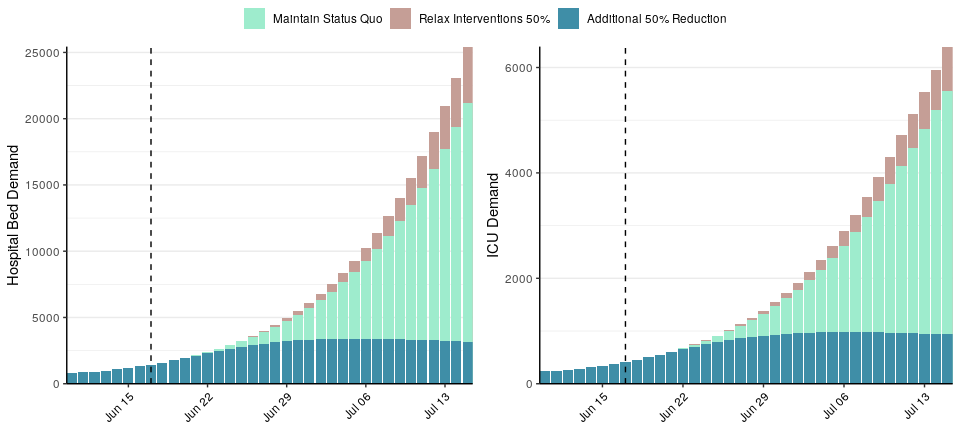 Maintain Status Quo Relax Interventions 50% Additional 50% Reduction
Hospital Bed Demand
25000
20000
15000
10000
5000
0
Jun 15
Jun 22
Jun 29
Jul 06
Jul 13
ICU Demand
6000
4000
2000
0
Jun 15
Jun 22
Jun 29
Jul 06
Jul 13